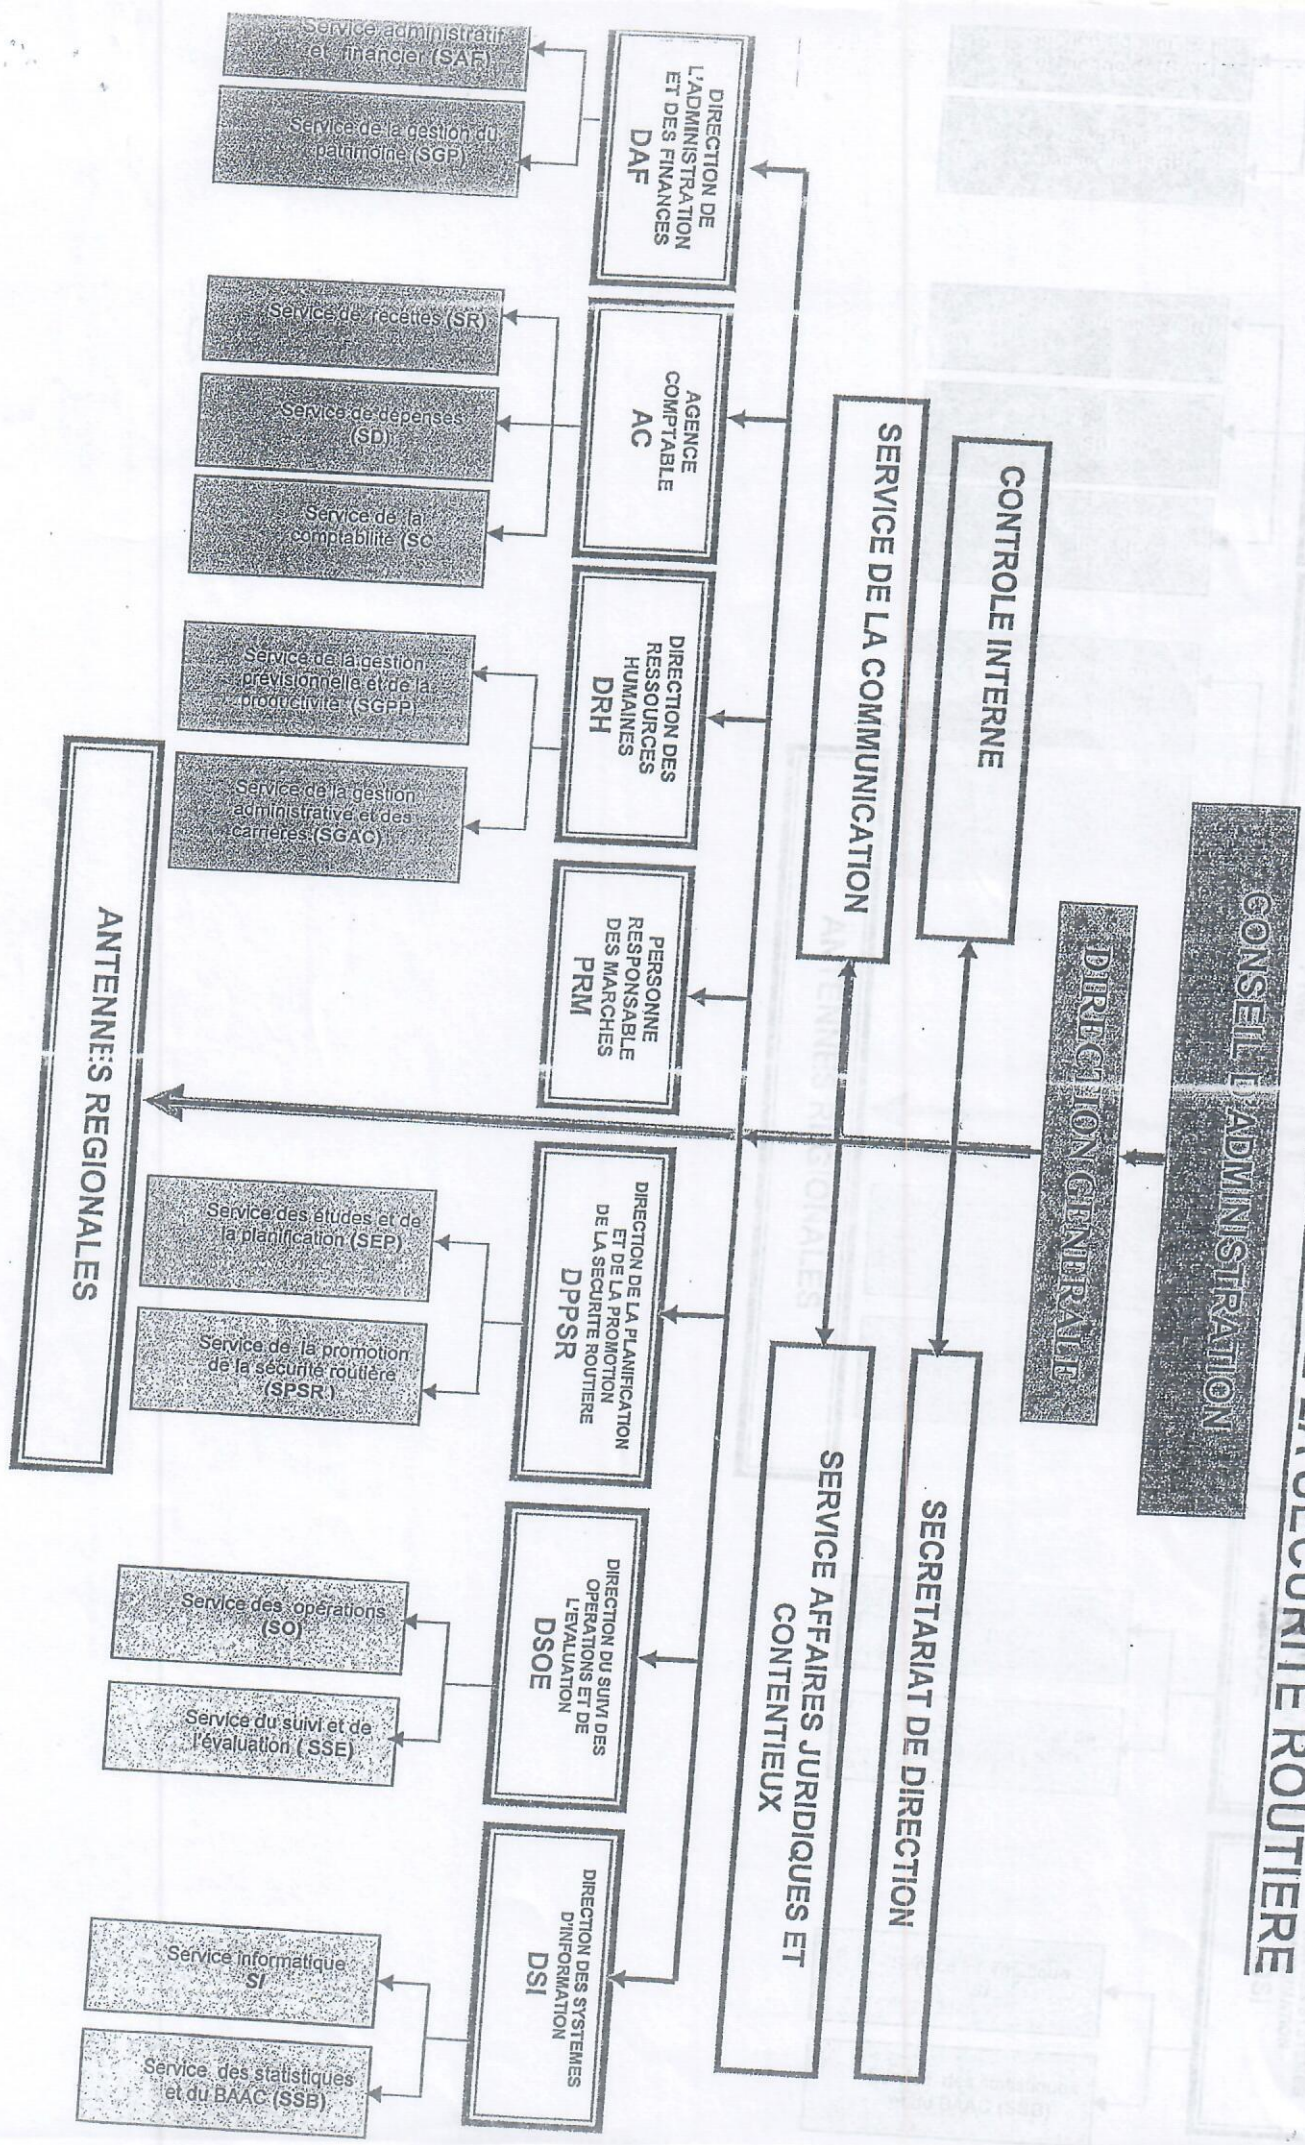 LA SECURITE ROUTIERE
CONSEIL D'ADMINISTRATION
DIRECTION GENERALE
CONTROLE INTERNE
SECRETARIAT DE DIRECTION
SERVICE DE LA COMMUNICATION
SERVICE AFFAIRES JURIDIQUES ET
CONTENTIEUX
DIRECTION DE
L'ADMINISTRATION
ET DES FINANCES
DAF
AGENCE
COMPTABLE
AC
DIRECTION DES
RESSOURCES
HUMAINES
DRH
PERSONNE
RESPONSABLE
DES MARCHES
PRM
DIRECTION DE LA PLANIFICATION
ET DE LA PROMOTION
DE LA SECURITE ROUTIERE
DPPSR
DIRECTION DU SUIVI DES
OPERATIONS ET DE
L'EVALUATION
DSOE
DIRECTION DES SYSTEMES
D'INFORMATION
DSI
Service administratif
et financier (SAF)
Service de la gestion du
patrimoine (SGP)
Service de recettes (SR)
Service de dépenses
(SD)
Service de la
comptabilité (SC
Service de la gestion
prévisionnelle et de la
productivité (SGPP)
Service de la gestion
administrative et des
carrières (SGAC)
Service des études et de
la planification (SEP)
Service de la promotion
de la sécurité routière
(SPSR )
Service des opérations
(SO)
Service du suivi et de
l'évaluation ( SSE)
Service informatique
SI
Service des statistiques
et du BAAC (SSB)
ANTENNES REGIONALES